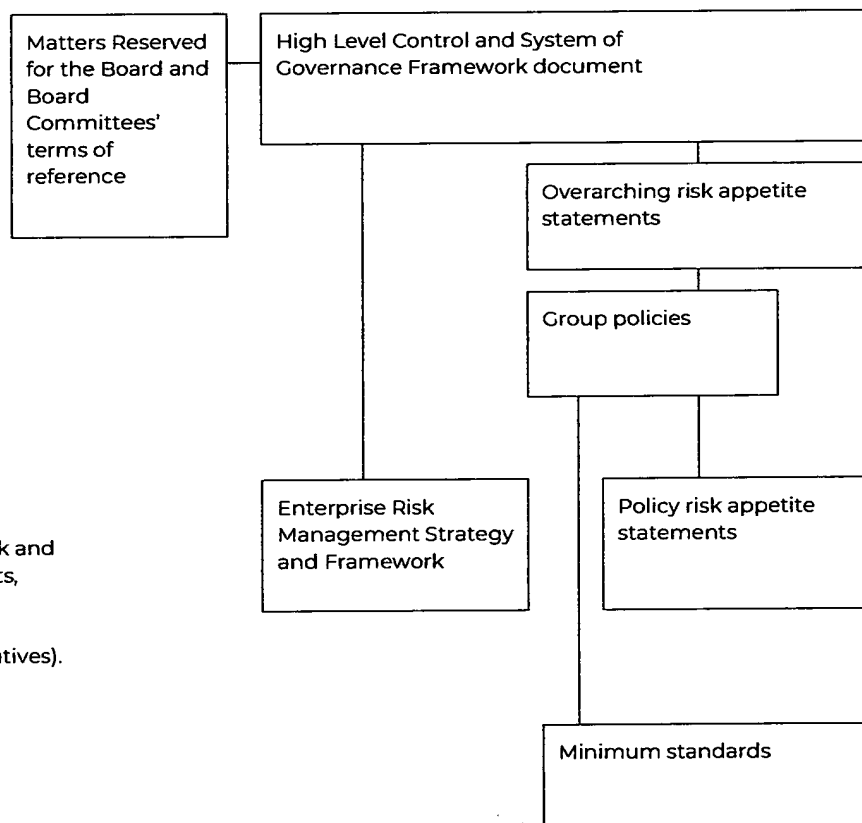 Matters Reserved
for the Board and
Board
Committees'
terms of
reference
High Level Control and System of
Governance Framework document
Overarching risk appetite
statements
Group policies
Enterprise Risk
Management Strategy
and Framework
Policy risk appetite
statements
k and
ts,
atives).
Minimum standards